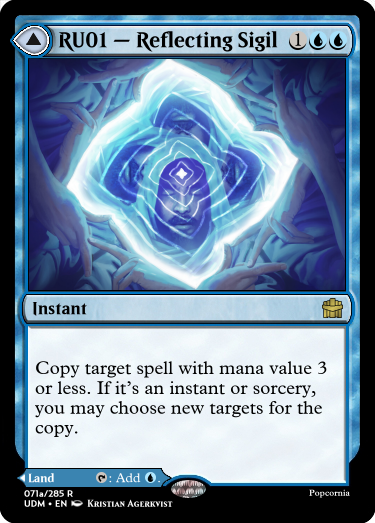 RU01 — Reflecting Sigil 1
Instant
Copy target spell with mana value 3
or less. If it's an instant or sorcery,
you may choose new targets for the
copy.
Land : Add .
071a/285 R Popcornia
UDM • EN Kristian Agerkvist